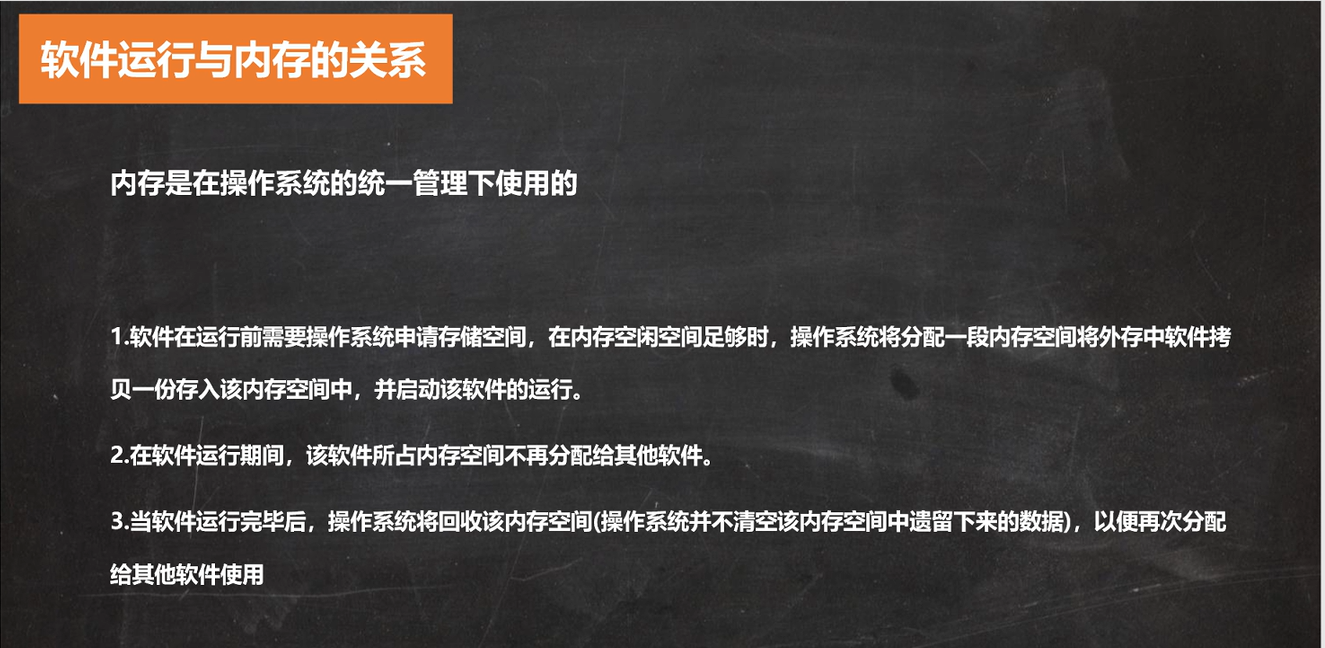 软件运行与内存的关系
内存是在操作系统的统一管理下使用的
1.软件在运行前需要操作系统申请存储空间，在内存空闲空间足够时，操作系统将分配一段内存空间将外存中软件拷
贝一份存入该内存空间中，并启动该软件的运行。
2.在软件运行期间，该软件所占内存空间不再分配给其他软件。
3.当软件运行完毕后，操作系统将回收该内存空间(操作系统并不清空该内存空间中遗留下来的数据)，以便再次分配
给其他软件使用